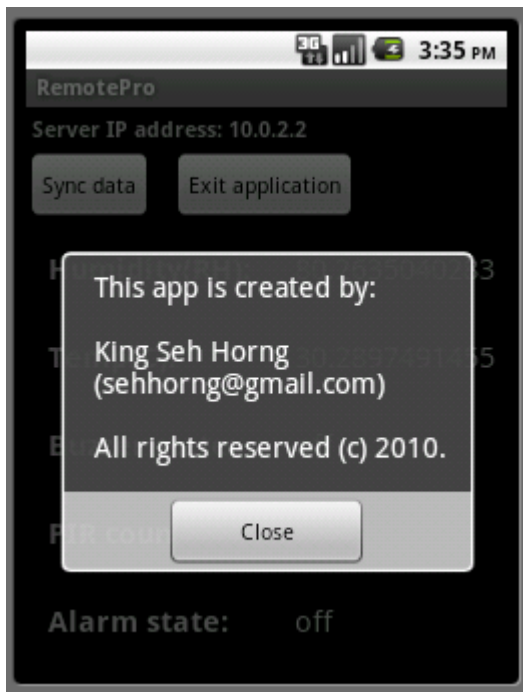 3G 3:35 PM
RemotePro
Server IP address: 10.0.2.2
Sync data Exit application
This app is created by:
King Seh Horng
(sehhorng@gmail.com)
All rights reserved (c) 2010.
Close
Alarm state: off